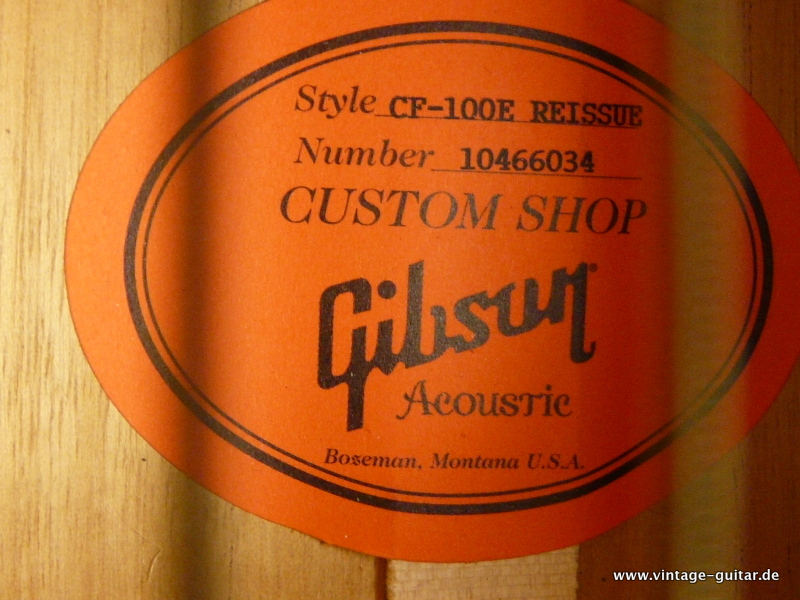 Style CF-100E REISSUE
Number 10466034
CUSTOM SHOP
Gibson
Acoustic
Bozeman, Montana U.S.A.
www.vintage-guitar.de